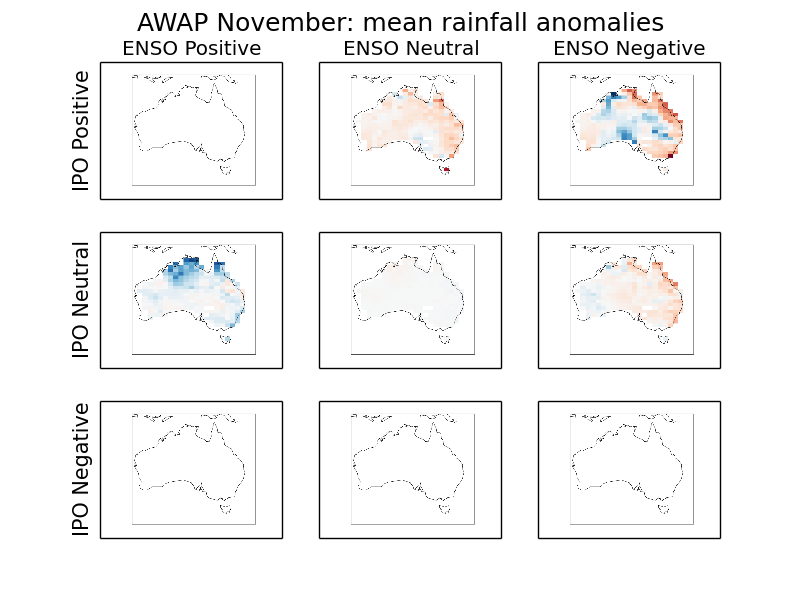 AWAP November: mean rainfall anomalies
ENSO Positive
ENSO Neutral
ENSO Negative
IPO Positive
IPO Neutral
IPO Negative